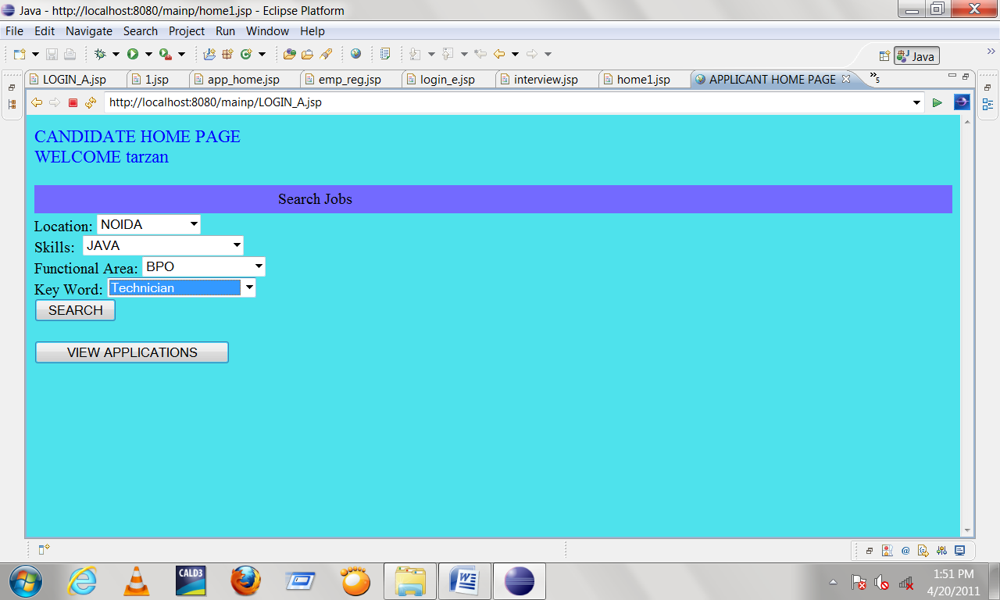 Java - http://localhost:8080/mainp/home1.jsp - Eclipse Platform
File Edit Navigate Search Project Run Window Help
Java
LOGIN_A.jsp 1.jsp app_home.jsp emp_reg.jsp login_e.jsp interview.jsp home1.jsp APPLICANT HOME PAGE 5
http://localhost:8080/mainp/LOGIN_A.jsp
CANDIDATE HOME PAGE
WELCOME tarzan
Search Jobs
Location: NOIDA
Skills: JAVA
Functional Area: BPO
Key Word: Technician
SEARCH
VIEW APPLICATIONS
CALD3
1:51 PM
4/20/2011